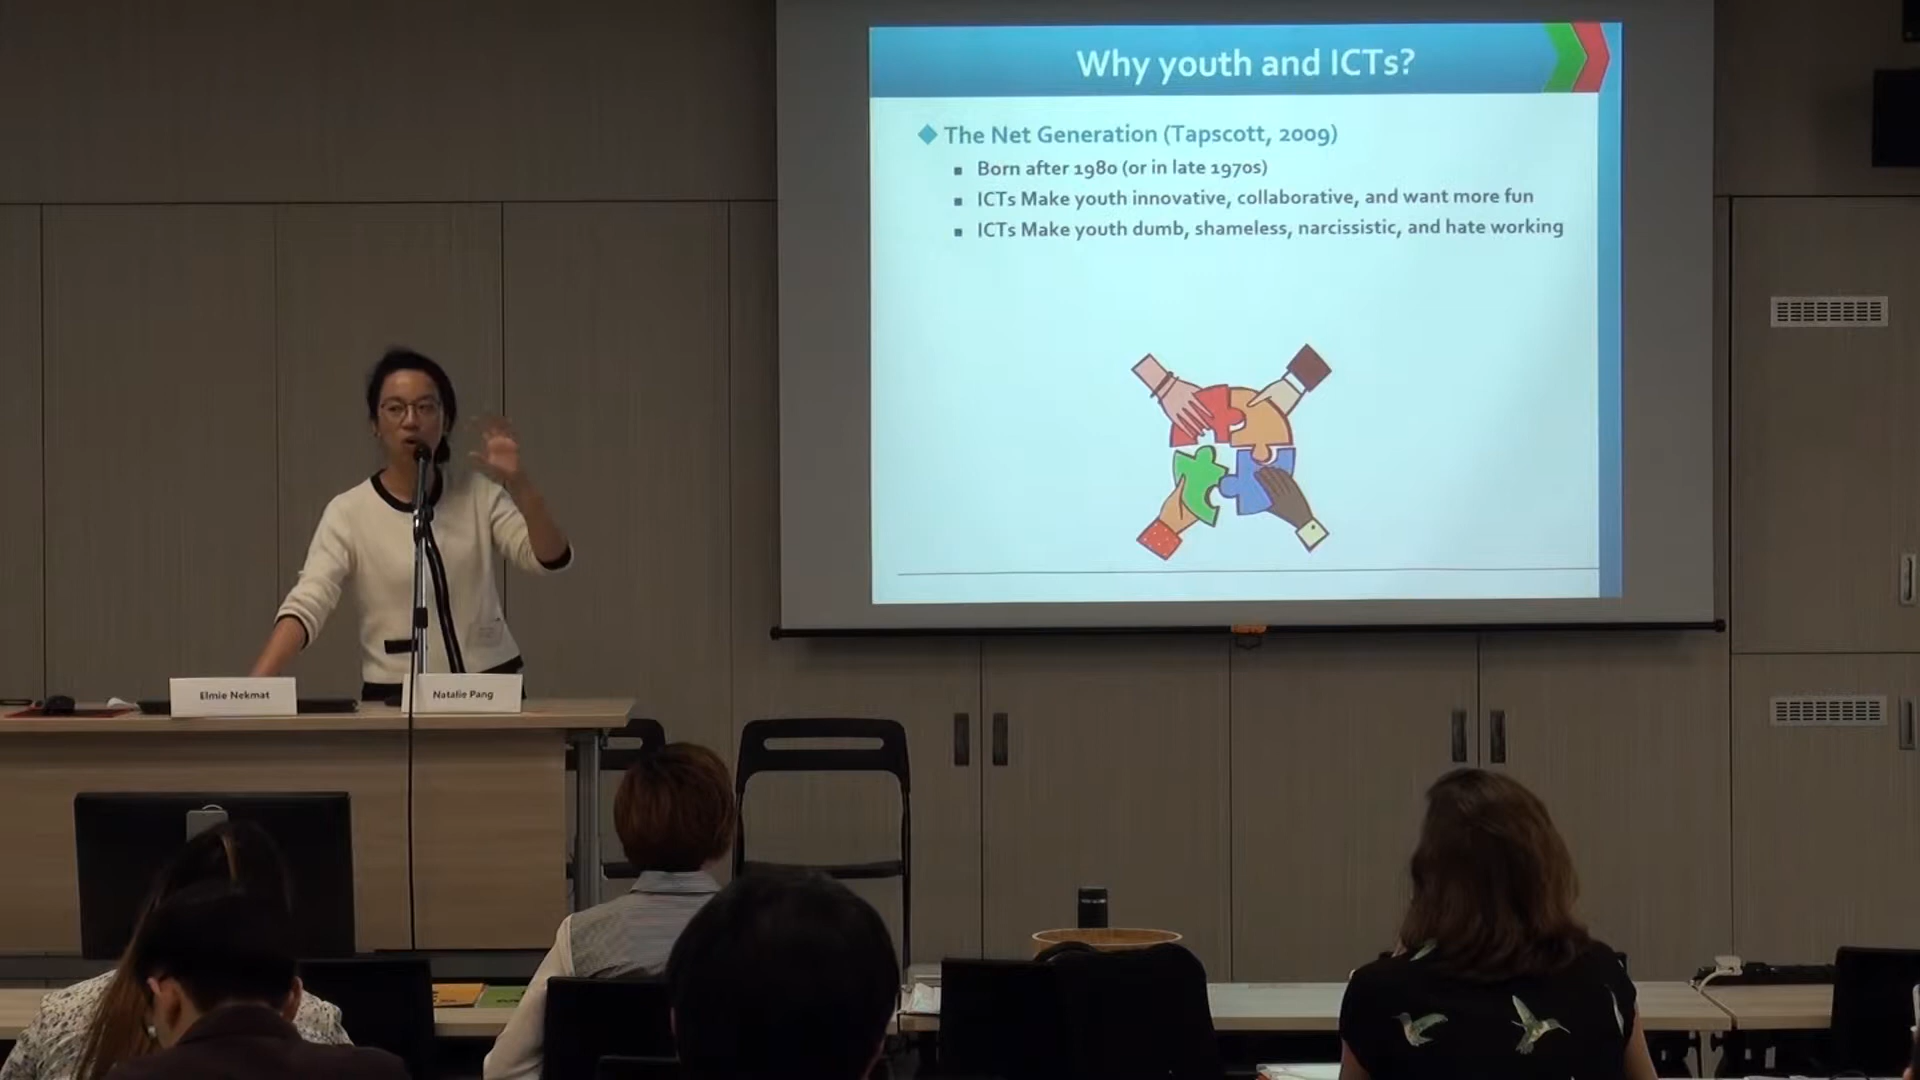 Why youth and ICTs?
The Net Generation (Tapscott, 2009)
Born after 1980 (or in late 1970s)
ICTs Make youth innovative, collaborative, and want more fun
ICTs Make youth dumb, shameless, narcissistic, and hate working
Elmie Nekmat
Natalie Pang